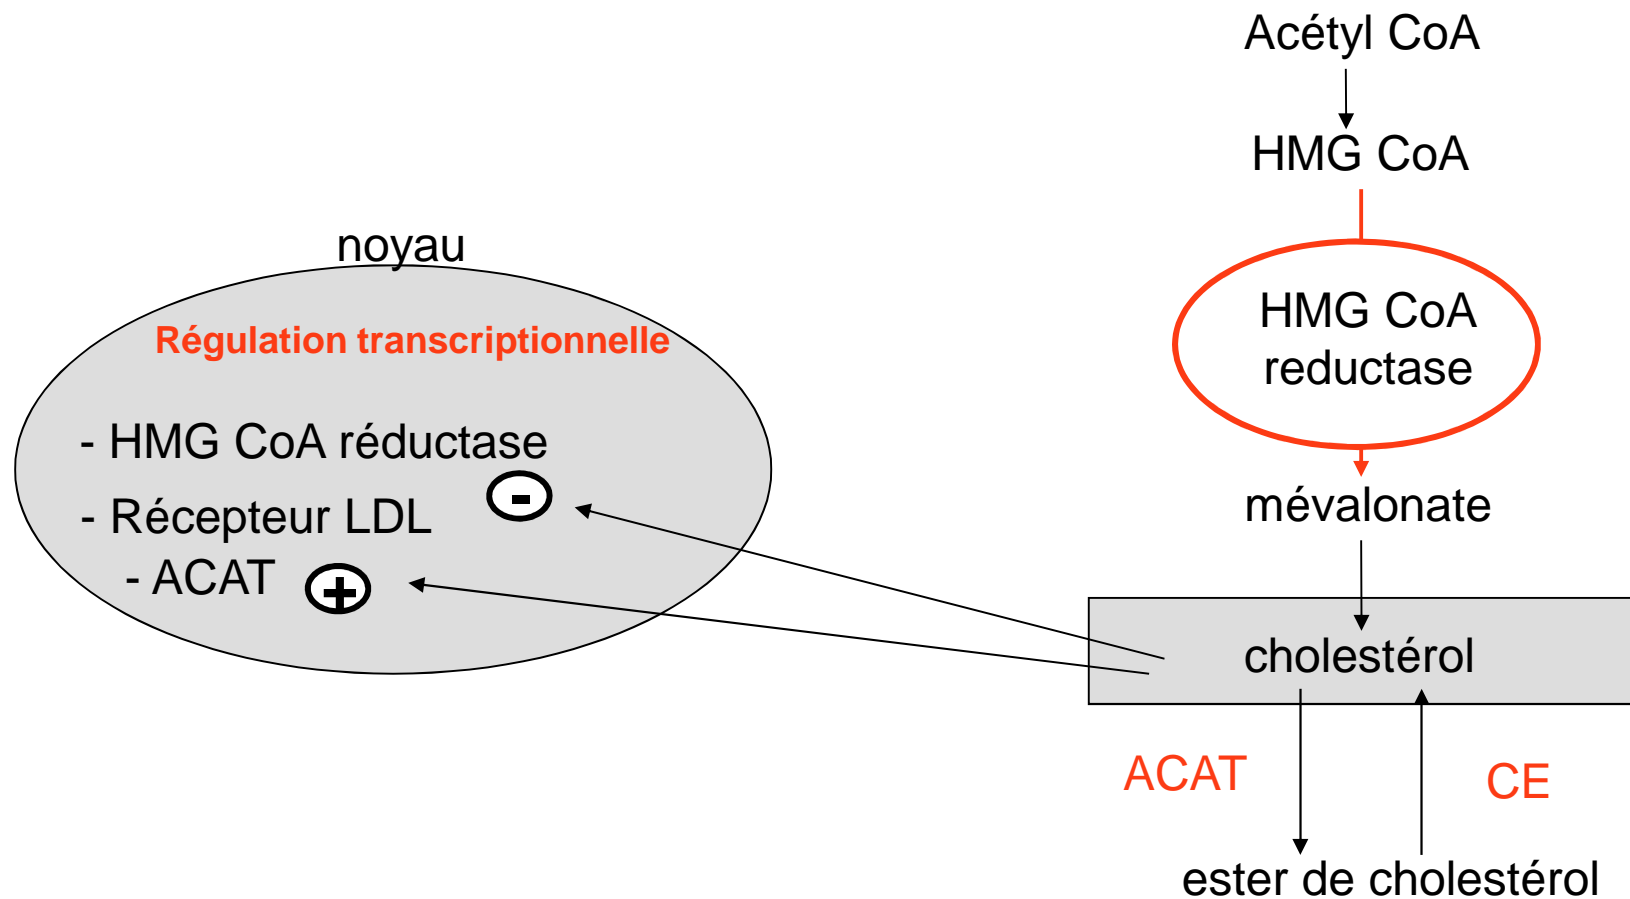 Acétyl CoA
HMG CoA
noyau
Régulation transcriptionnelle
HMG CoA
reductase
- HMG CoA réductase
-
- Récepteur LDL
mévalonate
- ACAT
+
cholestérol
ACAT
CE
ester de cholestérol